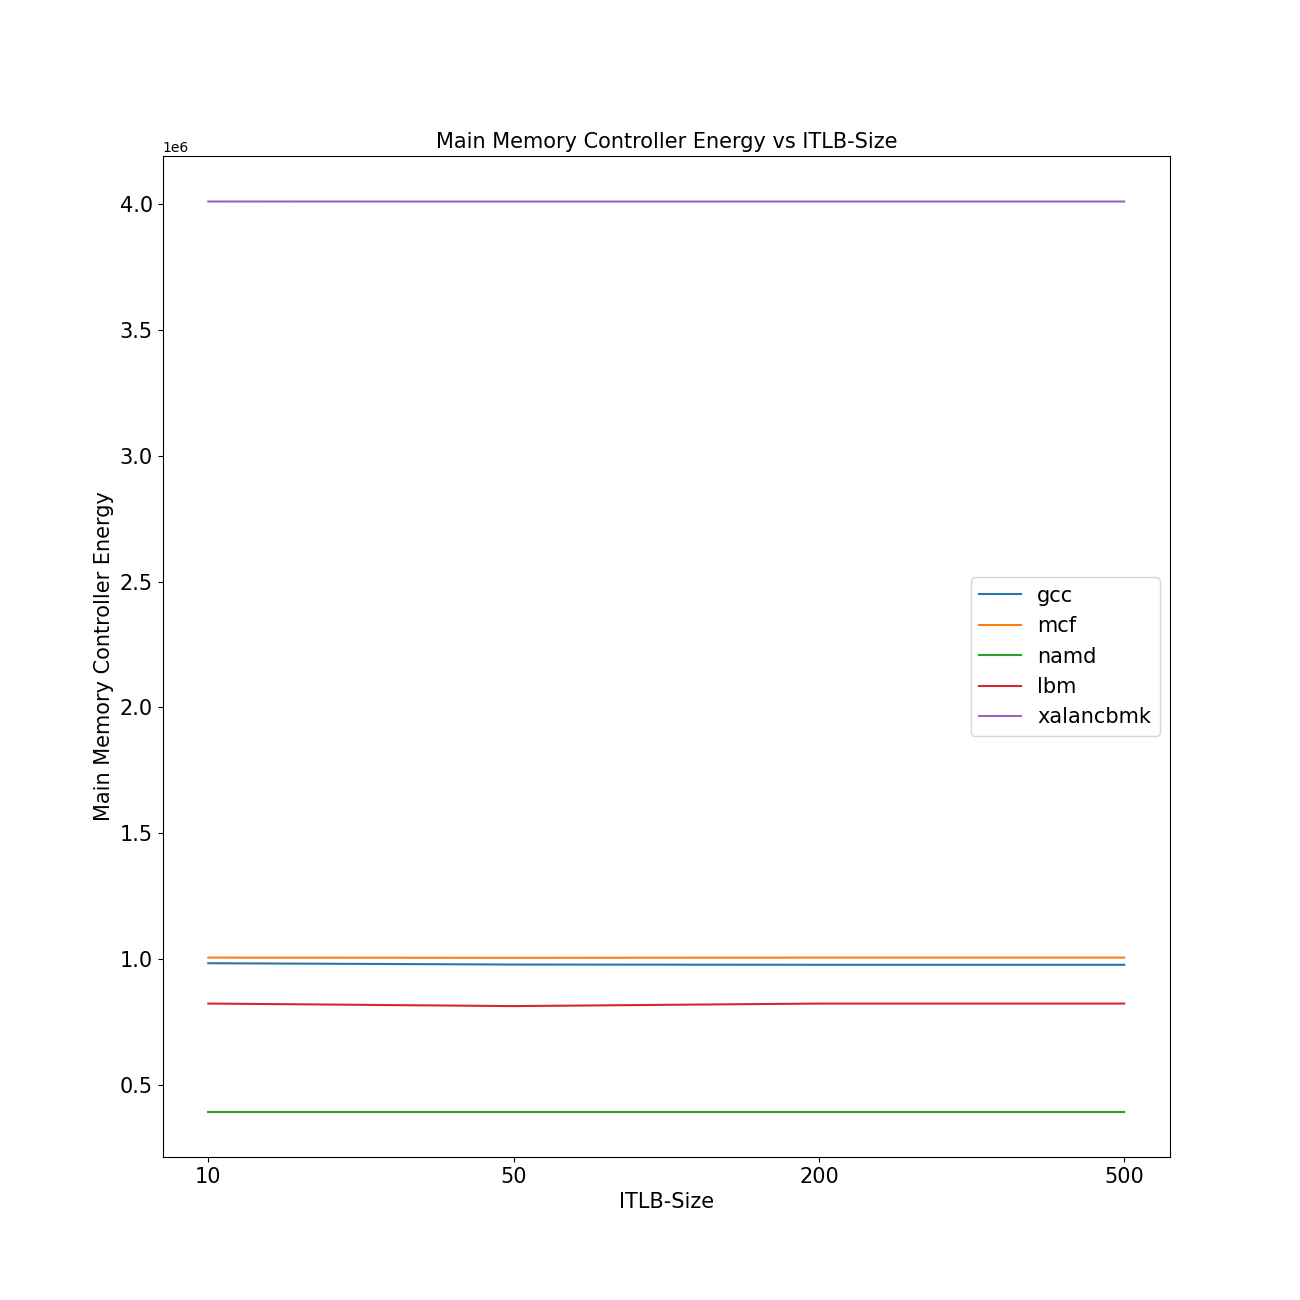 Main Memory Controller Energy vs ITLB-Size
1e6
4.0
3.5
3.0
2.5
2.0
1.5
1.0
0.5
Main Memory Controller Energy
gcc
mcf
namd
lbm
xalancbmk
10 50 200 500
ITLB-Size